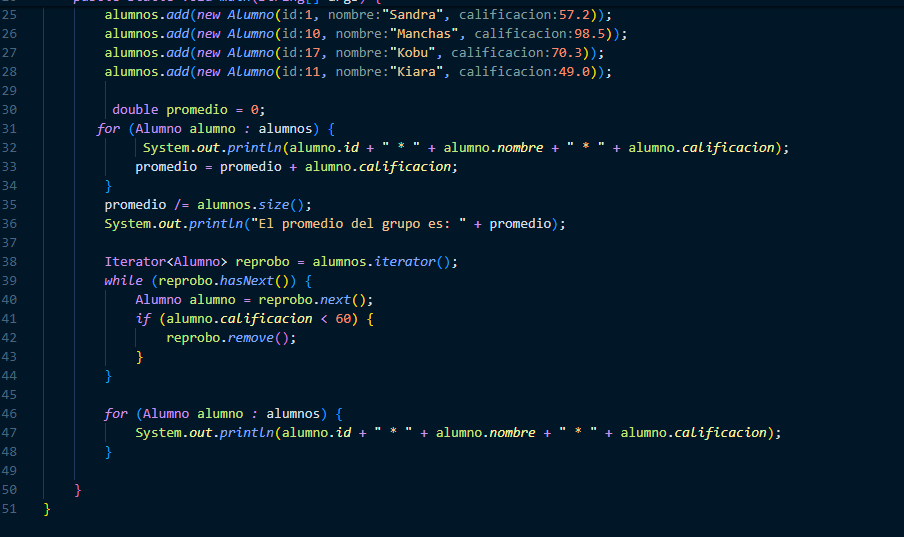 25 alumnos.add(new Alumno(id:1, nombre:"Sandra", calificacion:57.2));
26 alumnos.add(new Alumno(id:10, nombre:"Manchas", calificacion:98.5));
27 alumnos.add(new Alumno(id:17, nombre:"Kobu", calificacion:70.3));
28 alumnos.add(new Alumno(id:11, nombre:"Kiara", calificacion:49.0));
29
30 double promedio = 0;
31 for (Alumno alumno : alumnos) {
32 System.out.println(alumno.id + " * " + alumno.nombre + " * " + alumno.calificacion);
33 promedio = promedio + alumno.calificacion;
34 }
35 promedio /= alumnos.size();
36 System.out.println("El promedio del grupo es: " + promedio);
37
38 Iterator<Alumno> reprobo = alumnos.iterator();
39 while (reprobo.hasNext()) {
40 Alumno alumno = reprobo.next();
41 if (alumno.calificacion < 60) {
42 reprobo.remove();
43 }
44 }
45
46 for (Alumno alumno : alumnos) {
47 System.out.println(alumno.id + " * " + alumno.nombre + " * " + alumno.calificacion);
48 }
49
50 }
51 }